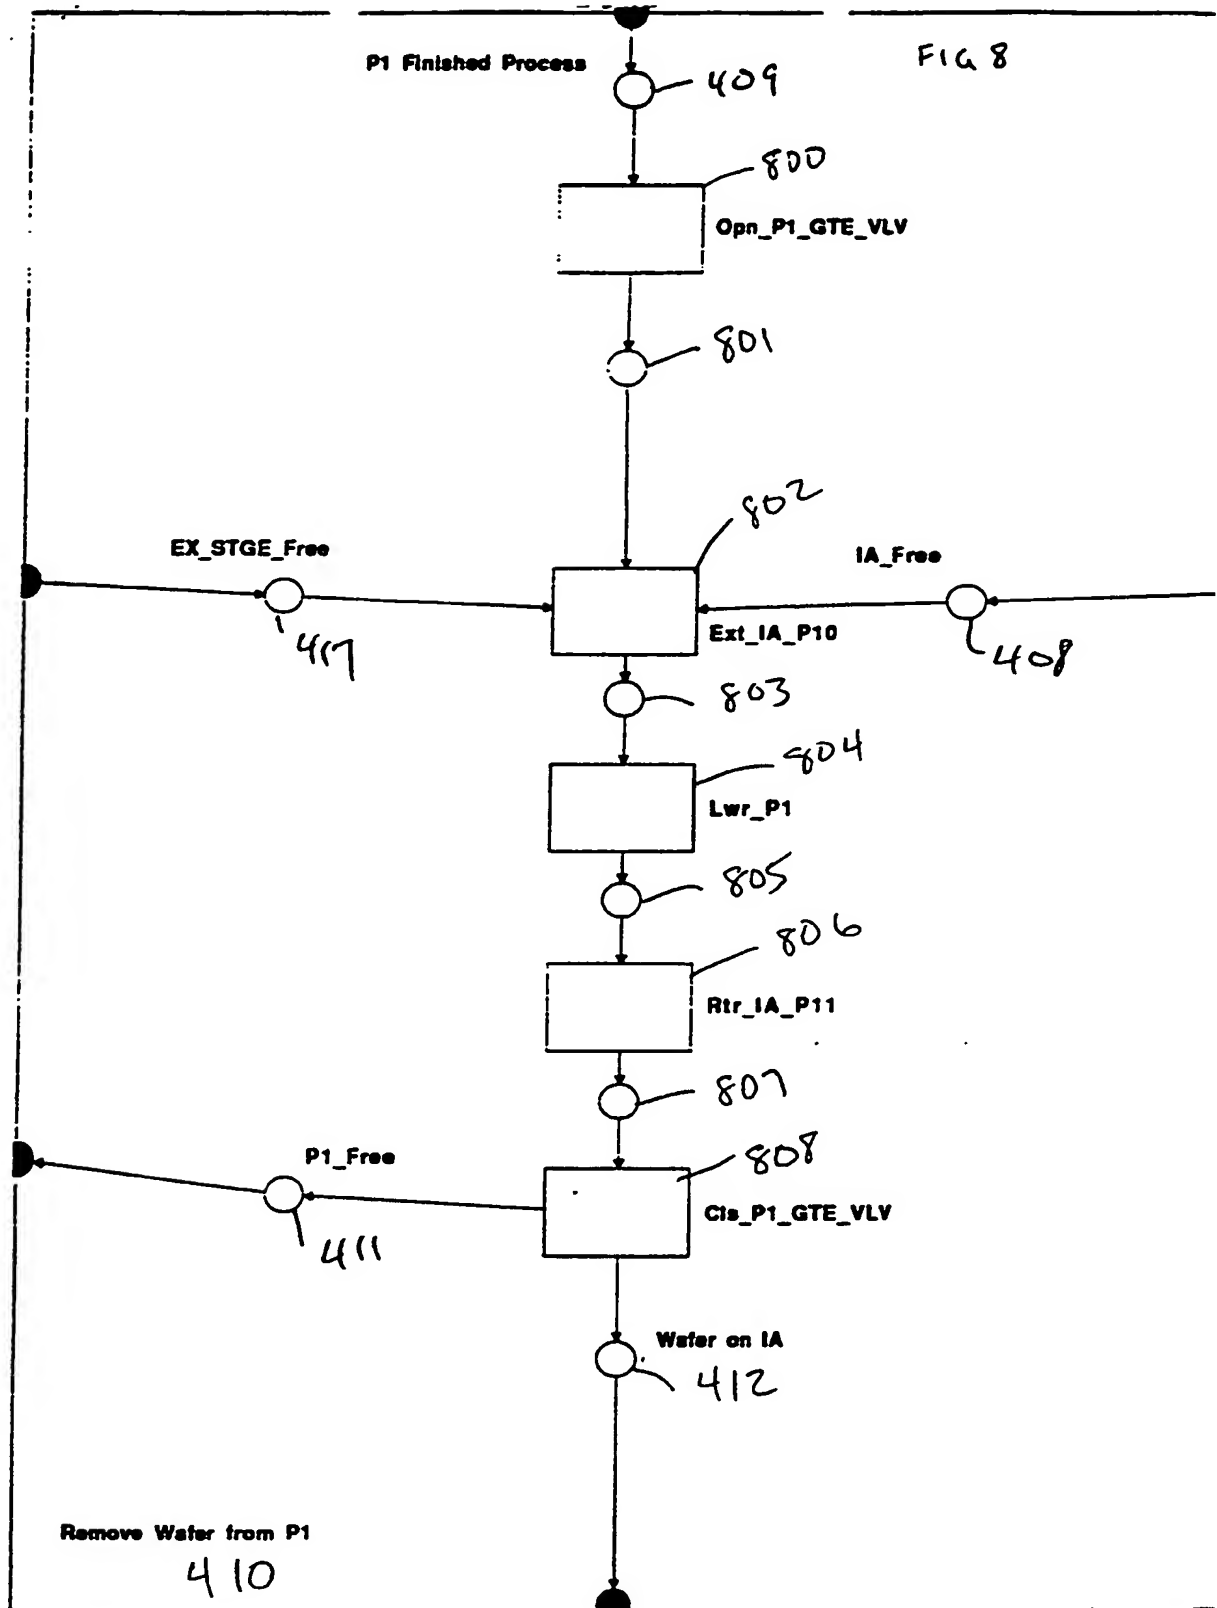 FIG 8
P1 Finished Process
409
800
Opn_P1_GTE_VLV
801
802
EX_STGE_Free
IA_Free
417
Ext_IA_P10
408
803
804
Lwr_P1
805
806
Rtr_IA_P11
807
P1_Free
808
Cls_P1_GTE_VLV
411
Wafer on IA
412
Remove Wafer from P1
410